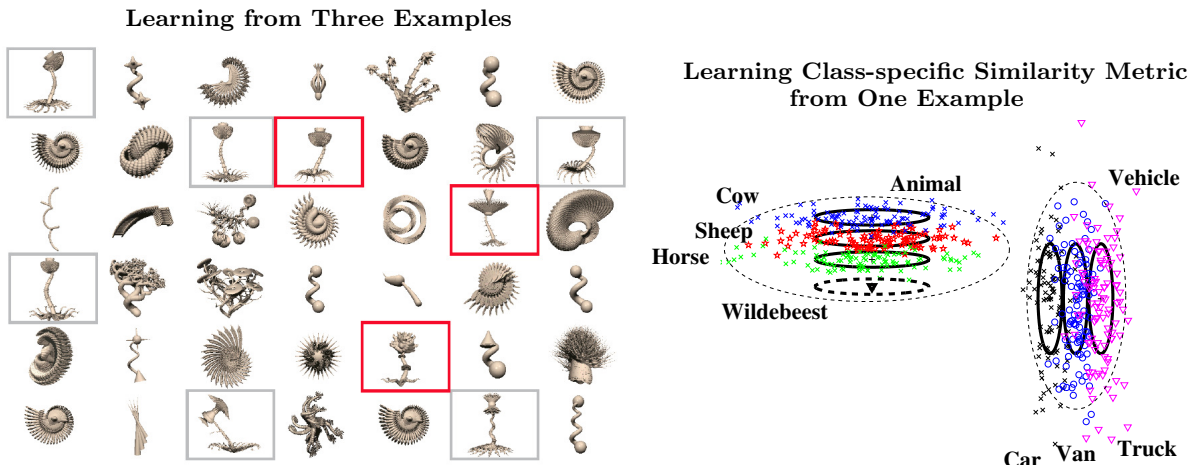 Learning from Three Examples
Learning Class-specific Similarity Metric
from One Example
Cow
Animal
Vehicle
Sheep
Horse
Wildebeest
Car
Van
Truck